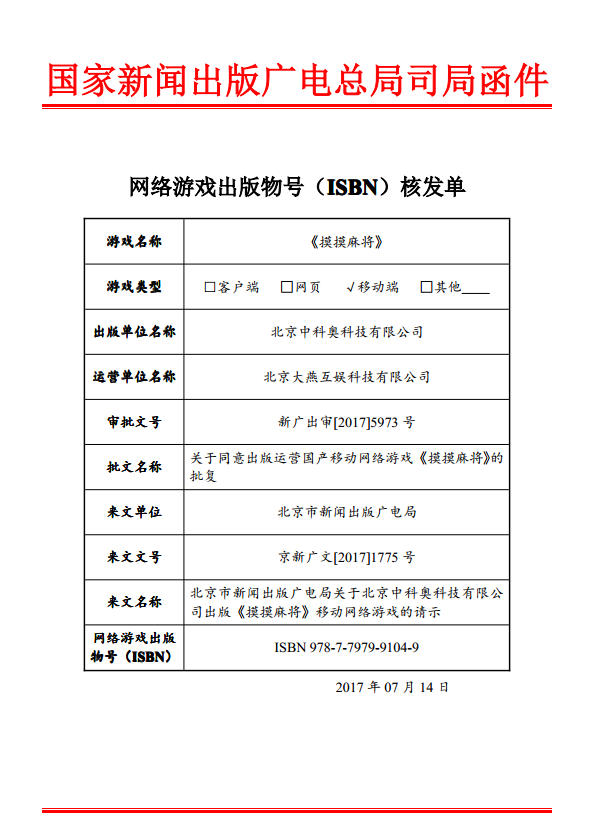 国家新闻出版广电总局司局函件
网络游戏出版物号（ISBN）核发单
游戏名称
《摸摸麻将》
游戏类型
□客户端 □网页 √移动端 □其他____
出版单位名称
北京中科奥科技有限公司
运营单位名称
北京大燕互娱科技有限公司
审批文号
新广出审[2017]5973 号
批文名称
关于同意出版运营国产移动网络游戏《摸摸麻将》的
批复
来文单位
北京市新闻出版广电局
来文文号
京新广文[2017]1775 号
来文名称
北京市新闻出版广电局关于北京中科奥科技有限公
司出版《摸摸麻将》移动网络游戏的请示
网络游戏出版
物号（ISBN）
ISBN 978-7-7979-9104-9
2017 年 07 月 14 日